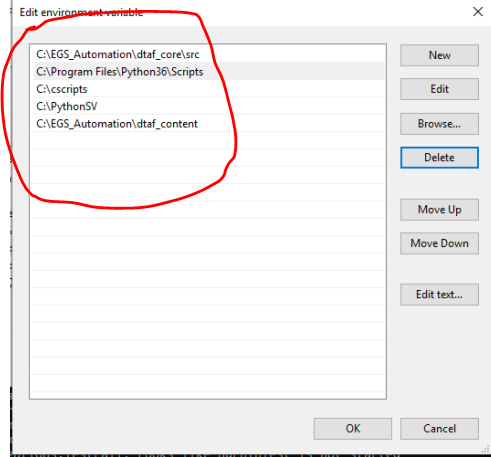 Edit environment variable
C:\EGS_Automation\dtaf_core\src
C:\Program Files\Python36\Scripts
C:\cscripts
C:\PythonSV
C:\EGS_Automation\dtaf_content
New
Edit
Browse...
Delete
Move Up
Move Down
Edit text...
OK
Cancel